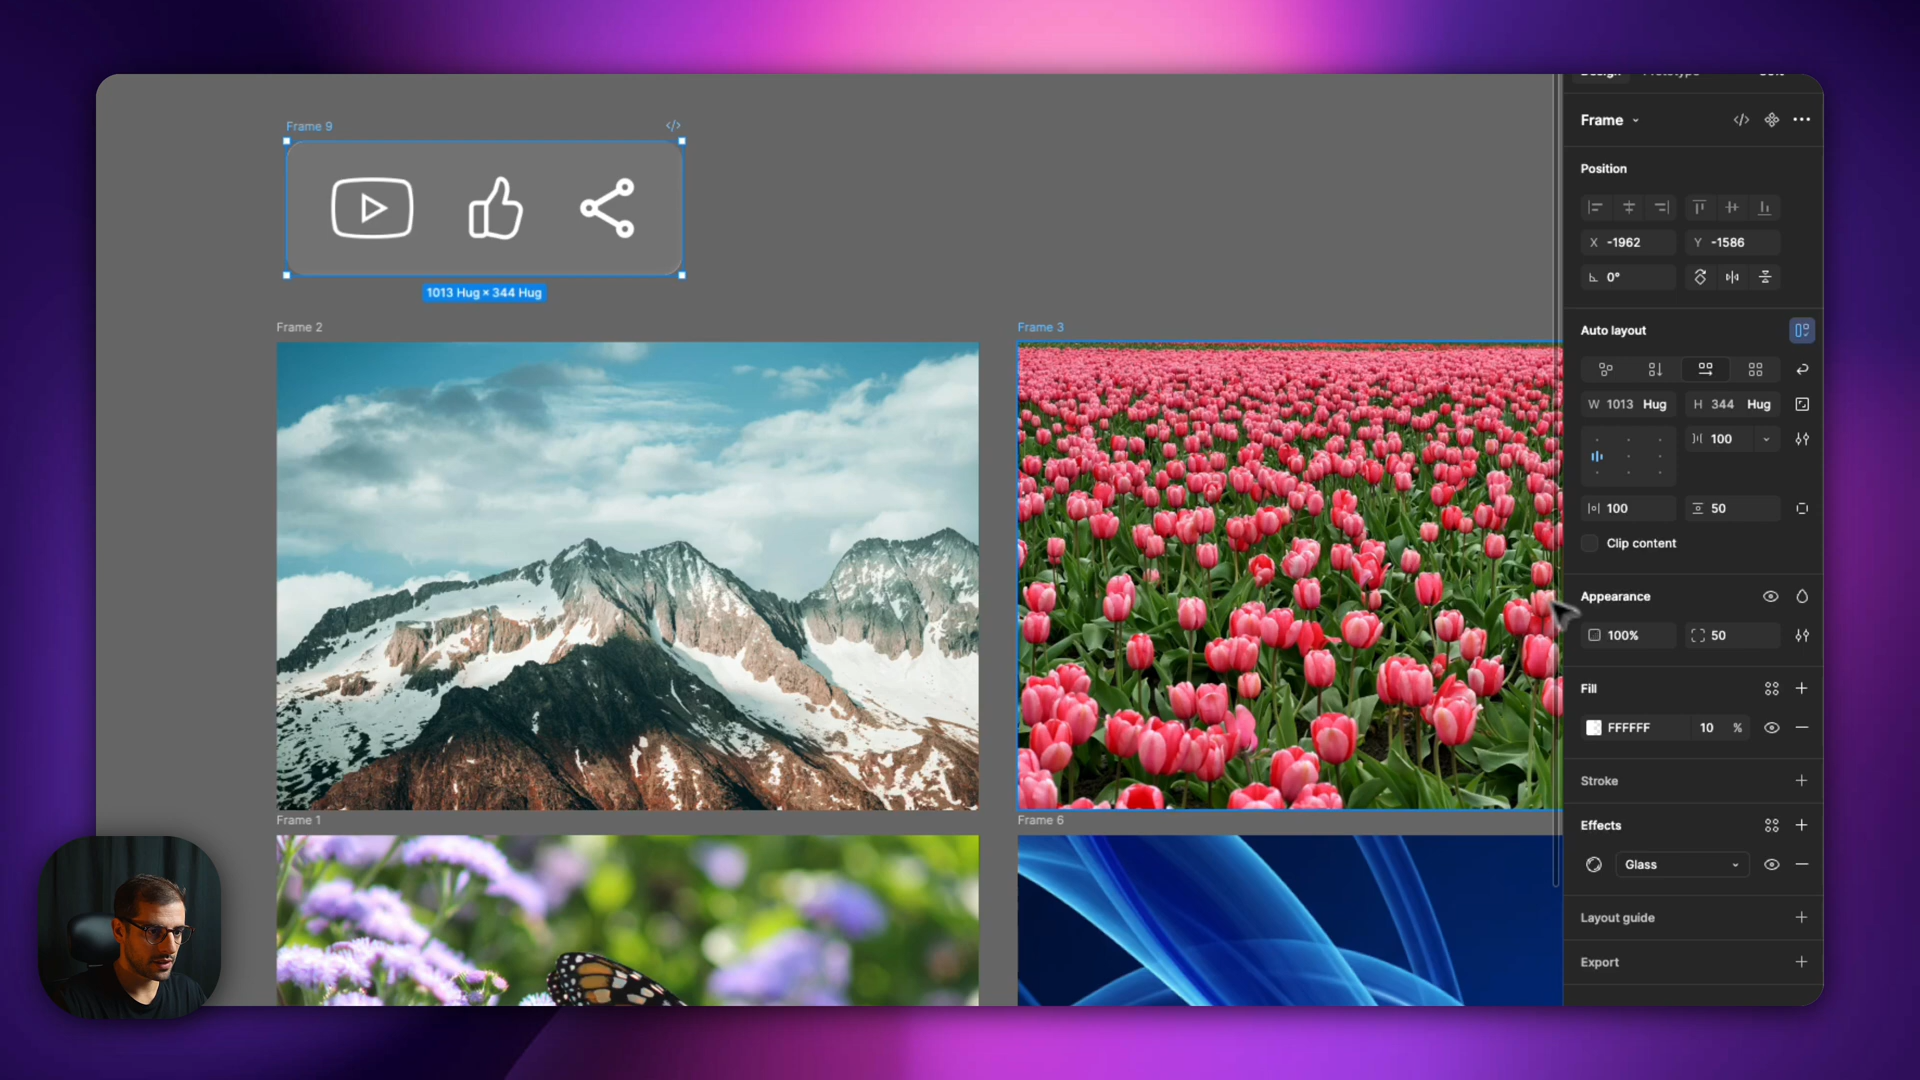 Frame 9 </>
1013 Hug × 344 Hug
Frame 2
Frame 3
Frame 1
Frame 6
Design Prototype
Frame </>
Position
X -1962 Y -1586
0°
Auto layout
W 1013 Hug H 344 Hug
100
100 50
Clip content
Appearance
100% 50
Fill
FFFFFF 10 %
Stroke
Effects
Glass
Layout guide
Export